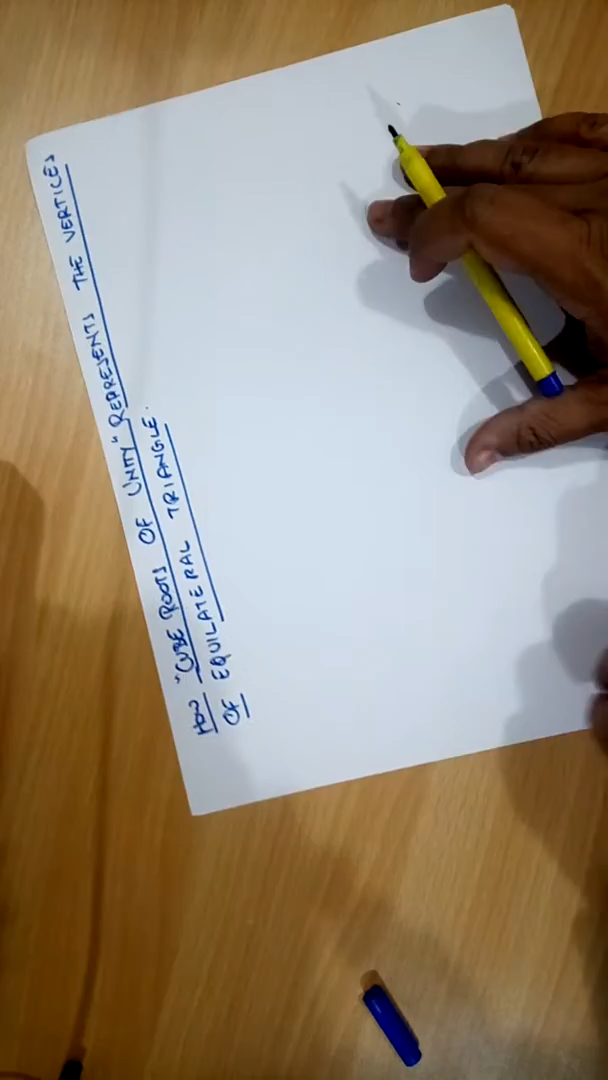 How "CUBE ROOTS OF UNITY" REPRESENTS THE VERTICES
OF EQUILATERAL TRIANGLE.